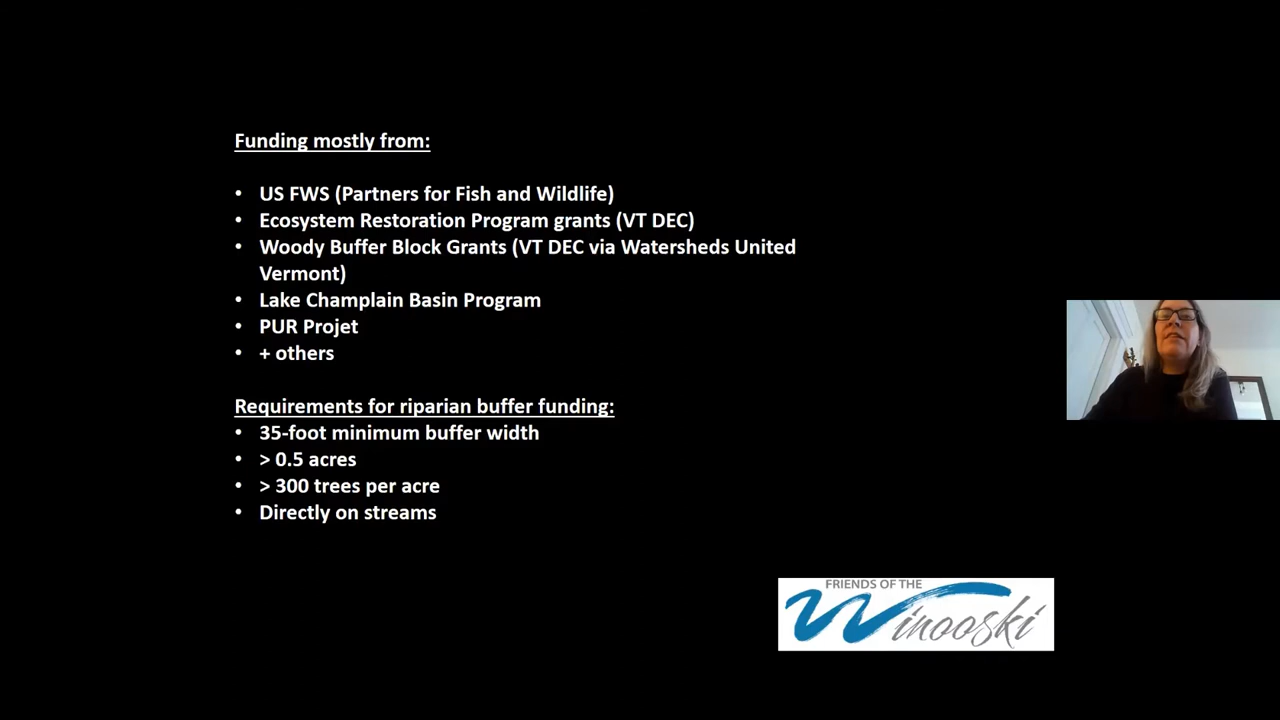 Funding mostly from:
• US FWS (Partners for Fish and Wildlife)
• Ecosystem Restoration Program grants (VT DEC)
• Woody Buffer Block Grants (VT DEC via Watersheds United
Vermont)
• Lake Champlain Basin Program
• PUR Projet
• + others
Requirements for riparian buffer funding:
• 35-foot minimum buffer width
• > 0.5 acres
• > 300 trees per acre
• Directly on streams
FRIENDS OF THE
Winooski